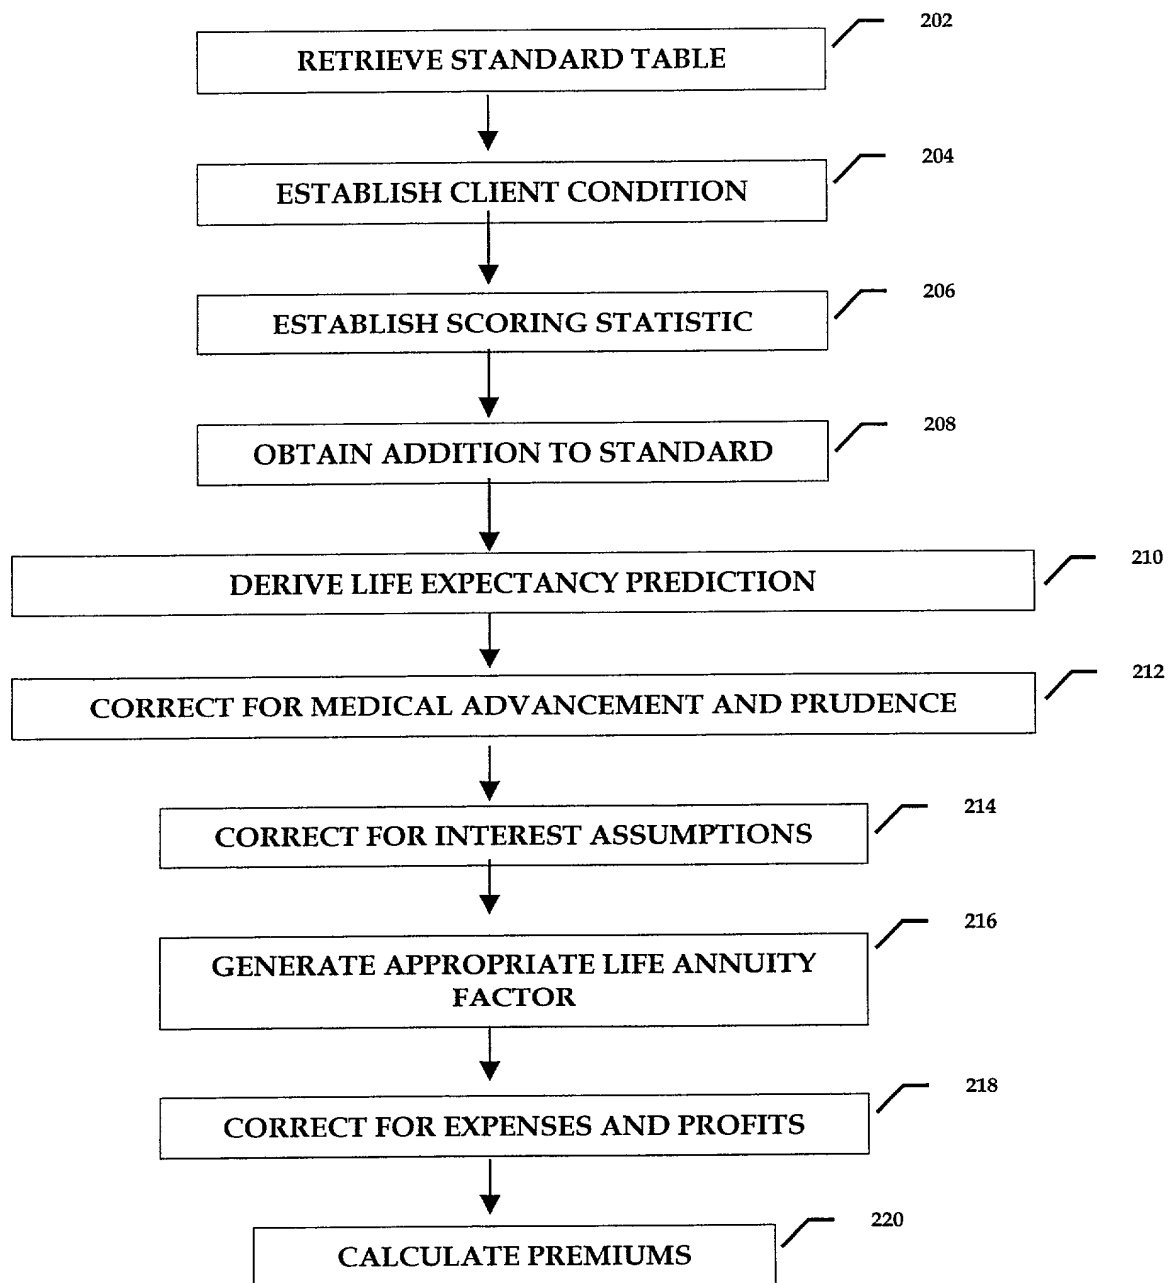 202
RETRIEVE STANDARD TABLE
204
ESTABLISH CLIENT CONDITION
206
ESTABLISH SCORING STATISTIC
208
OBTAIN ADDITION TO STANDARD
210
DERIVE LIFE EXPECTANCY PREDICTION
212
CORRECT FOR MEDICAL ADVANCEMENT AND PRUDENCE
214
CORRECT FOR INTEREST ASSUMPTIONS
216
GENERATE APPROPRIATE LIFE ANNUITY
FACTOR
218
CORRECT FOR EXPENSES AND PROFITS
220
CALCULATE PREMIUMS